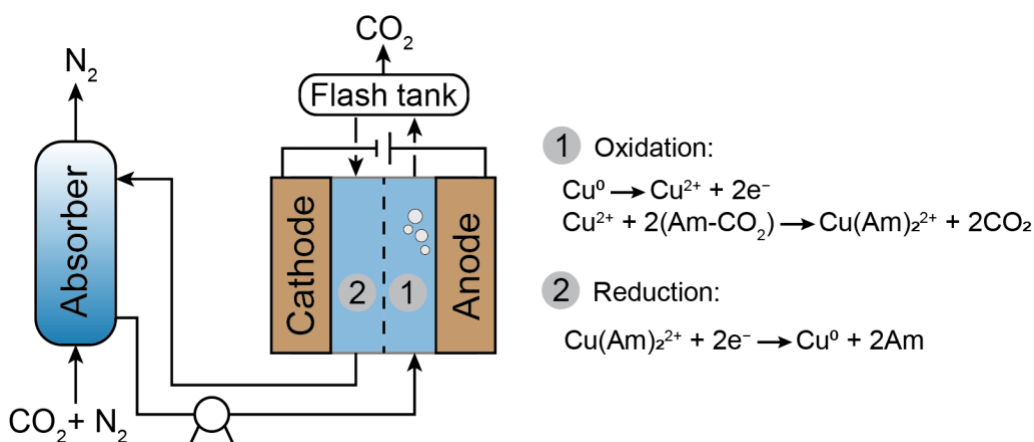 N₂
Absorber
CO₂+ N₂
CO₂
Flash tank
Cathode
2
1
Anode
1 Oxidation:
Cu⁰ → Cu²⁺ + 2e⁻
Cu²⁺ + 2(Am-CO₂) → Cu(Am)₂²⁺ + 2CO₂
2 Reduction:
Cu(Am)₂²⁺ + 2e⁻ → Cu⁰ + 2Am